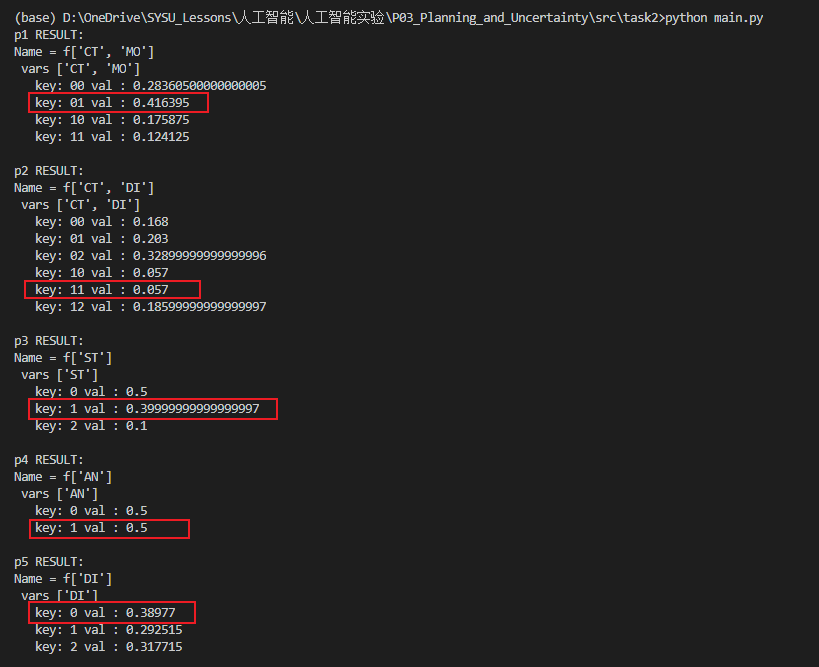 (base) D:\OneDrive\SYSU_Lessons\人工智能\人工智能实验\P03_Planning_and_Uncertainty\src\task2>python main.py
p1 RESULT:
Name = f['CT', 'MO']
vars ['CT', 'MO']
key: 00 val : 0.28360500000000005
key: 01 val : 0.416395
key: 10 val : 0.175875
key: 11 val : 0.124125
p2 RESULT:
Name = f['CT', 'DI']
vars ['CT', 'DI']
key: 00 val : 0.168
key: 01 val : 0.203
key: 02 val : 0.32899999999999996
key: 10 val : 0.057
key: 11 val : 0.057
key: 12 val : 0.18599999999999997
p3 RESULT:
Name = f['ST']
vars ['ST']
key: 0 val : 0.5
key: 1 val : 0.39999999999999997
key: 2 val : 0.1
p4 RESULT:
Name = f['AN']
vars ['AN']
key: 0 val : 0.5
key: 1 val : 0.5
p5 RESULT:
Name = f['DI']
vars ['DI']
key: 0 val : 0.38977
key: 1 val : 0.292515
key: 2 val : 0.317715